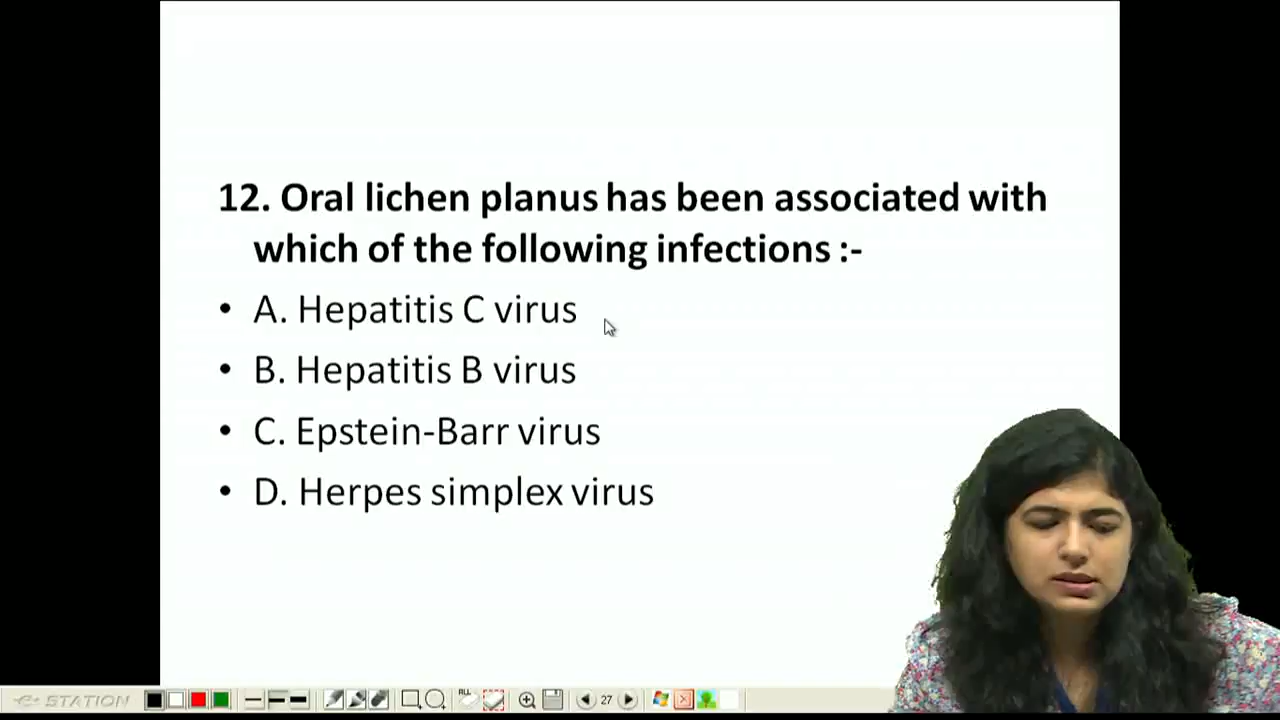 12. Oral lichen planus has been associated with
which of the following infections :-
• A. Hepatitis C virus
• B. Hepatitis B virus
• C. Epstein-Barr virus
• D. Herpes simplex virus
STATION
ALL
27